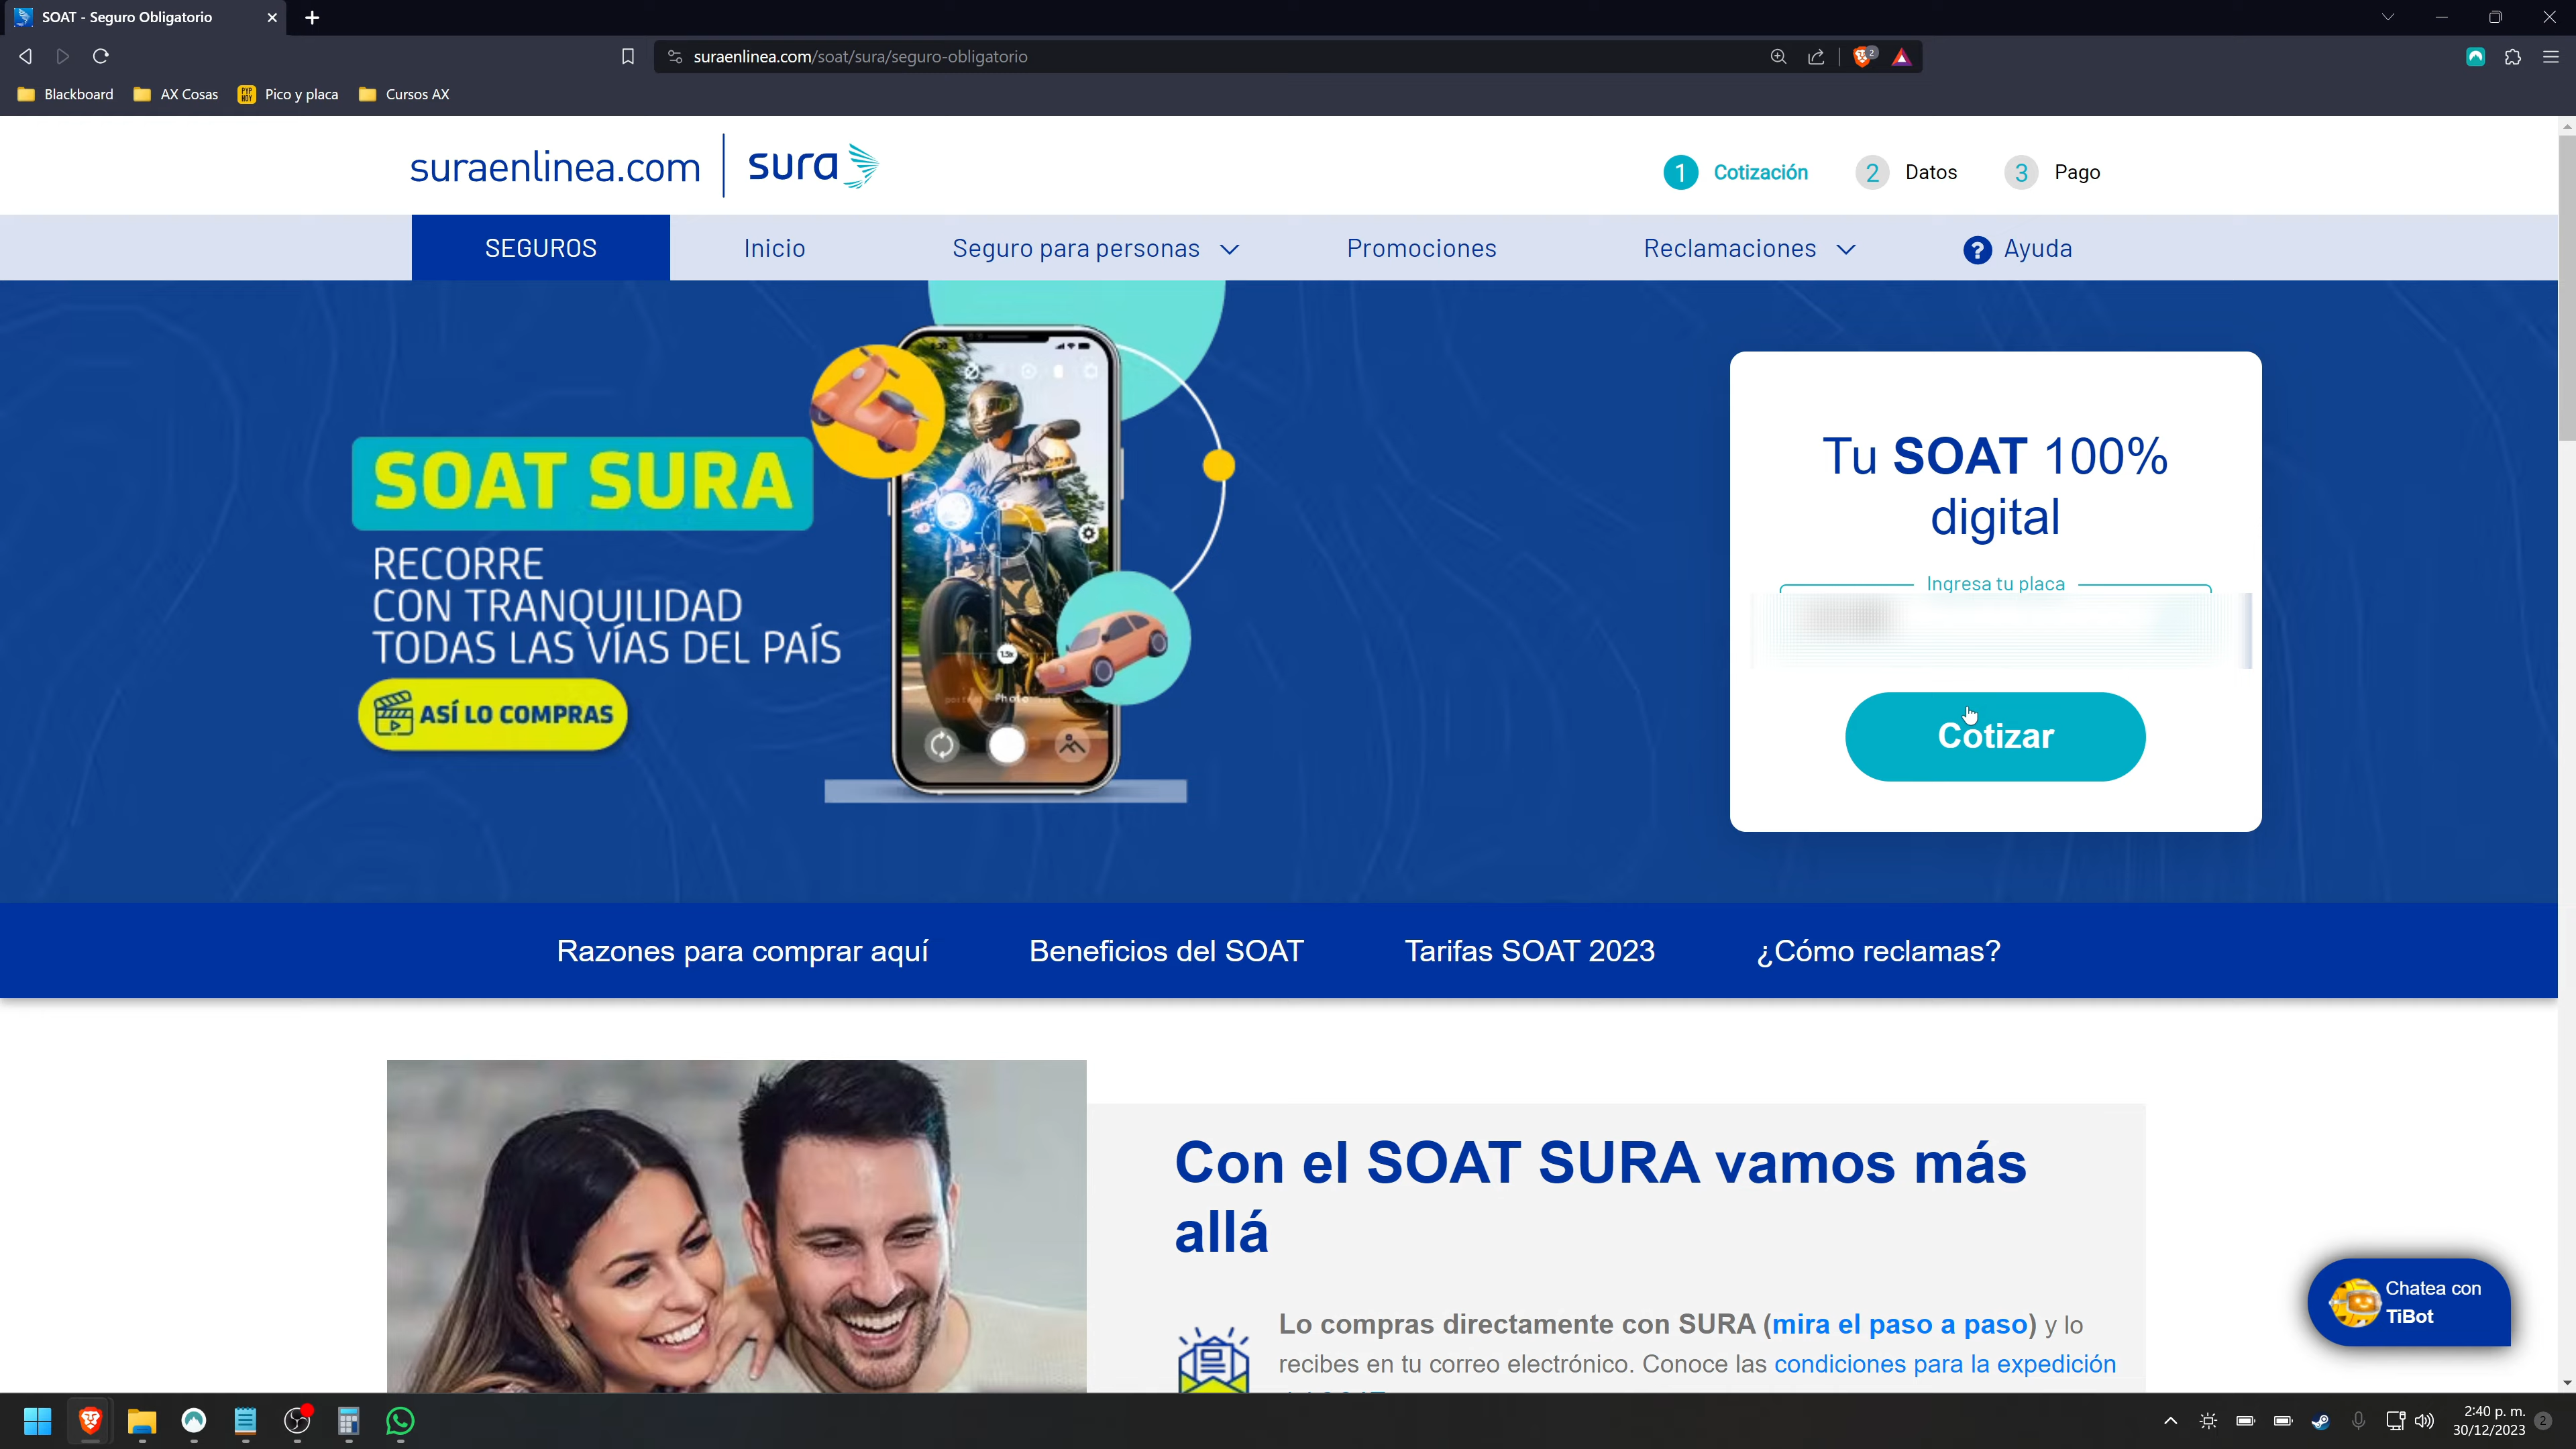 SOAT - Seguro Obligatorio
suraenlinea.com/soat/sura/seguro-obligatorio
2
Blackboard
AX Cosas
PYP HOY
Pico y placa
Cursos AX
suraenlinea.com
sura
1 Cotización
2 Datos
3 Pago
SEGUROS
Inicio
Seguro para personas
Promociones
Reclamaciones
? Ayuda
SOAT SURA
RECORRE
CON TRANQUILIDAD
TODAS LAS VÍAS DEL PAÍS
ASÍ LO COMPRAS
Photo
Tu SOAT 100%
digital
Ingresa tu placa
Cotizar
Razones para comprar aquí
Beneficios del SOAT
Tarifas SOAT 2023
¿Cómo reclamas?
Con el SOAT SURA vamos más
allá
Lo compras directamente con SURA (mira el paso a paso) y lo
recibes en tu correo electrónico. Conoce las condiciones para la expedición
Chatea con
TiBot
2:40 p. m.
30/12/2023
2